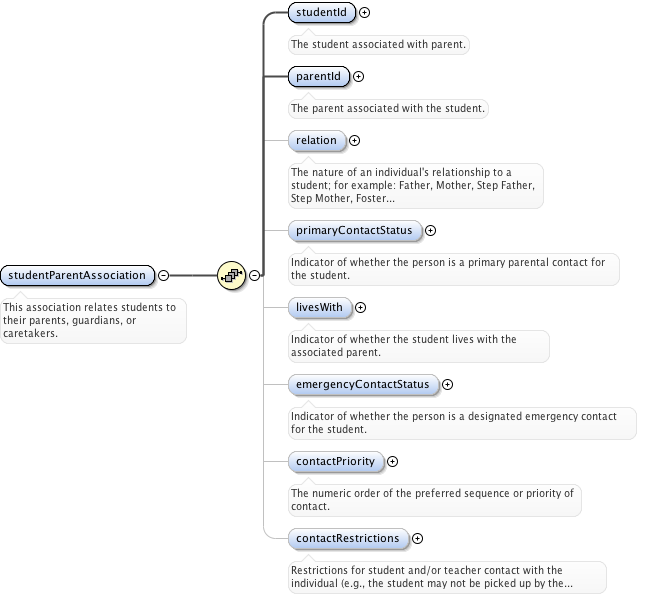 studentId
The student associated with parent.
parentId
The parent associated with the student.
relation
The nature of an individual's relationship to a
student; for example: Father, Mother, Step Father,
Step Mother, Foster...
primaryContactStatus
Indicator of whether the person is a primary parental contact for
the student.
studentParentAssociation
This association relates students to
their parents, guardians, or
caretakers.
livesWith
Indicator of whether the student lives with the
associated parent.
emergencyContactStatus
Indicator of whether the person is a designated emergency contact
for the student.
contactPriority
The numeric order of the preferred sequence or priority of
contact.
contactRestrictions
Restrictions for student and/or teacher contact with the
individual (e.g., the student may not be picked up by the...